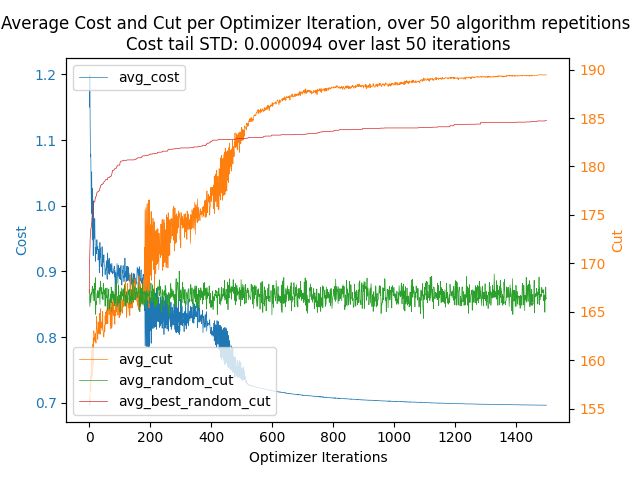 Average Cost and Cut per Optimizer Iteration, over 50 algorithm repetitions
Cost tail STD: 0.000094 over last 50 iterations
avg_cost
1.2
1.1
1.0
0.9
0.8
0.7
Cost
190
185
180
175
170
165
160
155
Cut
avg_cut
avg_random_cut
avg_best_random_cut
0 200 400 600 800 1000 1200 1400
Optimizer Iterations